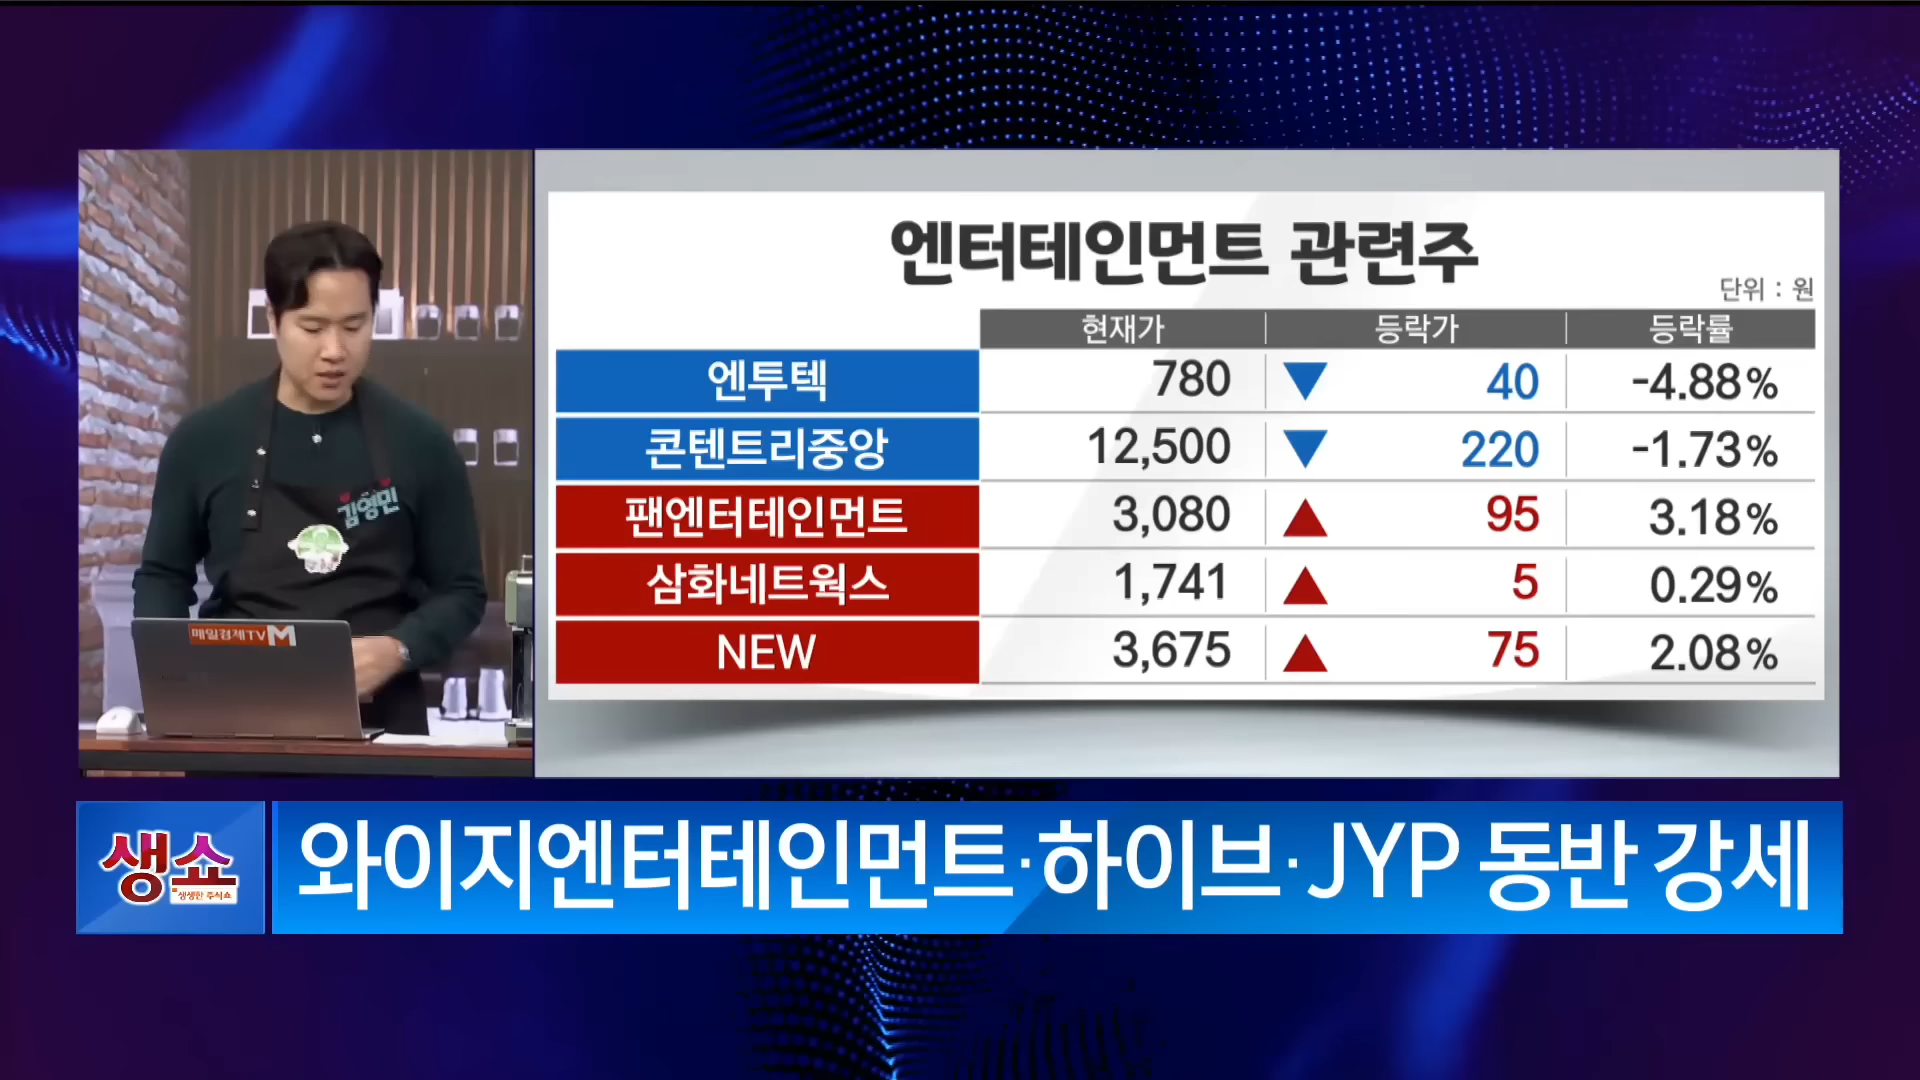 엔터테인먼트 관련주
단위 : 원
현재가 등락가 등락률
엔투텍 780 ▼ 40 -4.88%
콘텐트리중앙 12,500 ▼ 220 -1.73%
팬엔터테인먼트 3,080 ▲ 95 3.18%
삼화네트웍스 1,741 ▲ 5 0.29%
NEW 3,675 ▲ 75 2.08%
김영민
매일경제TV M
생쇼
생생한 주식쇼
와이지엔터테인먼트·하이브·JYP 동반 강세